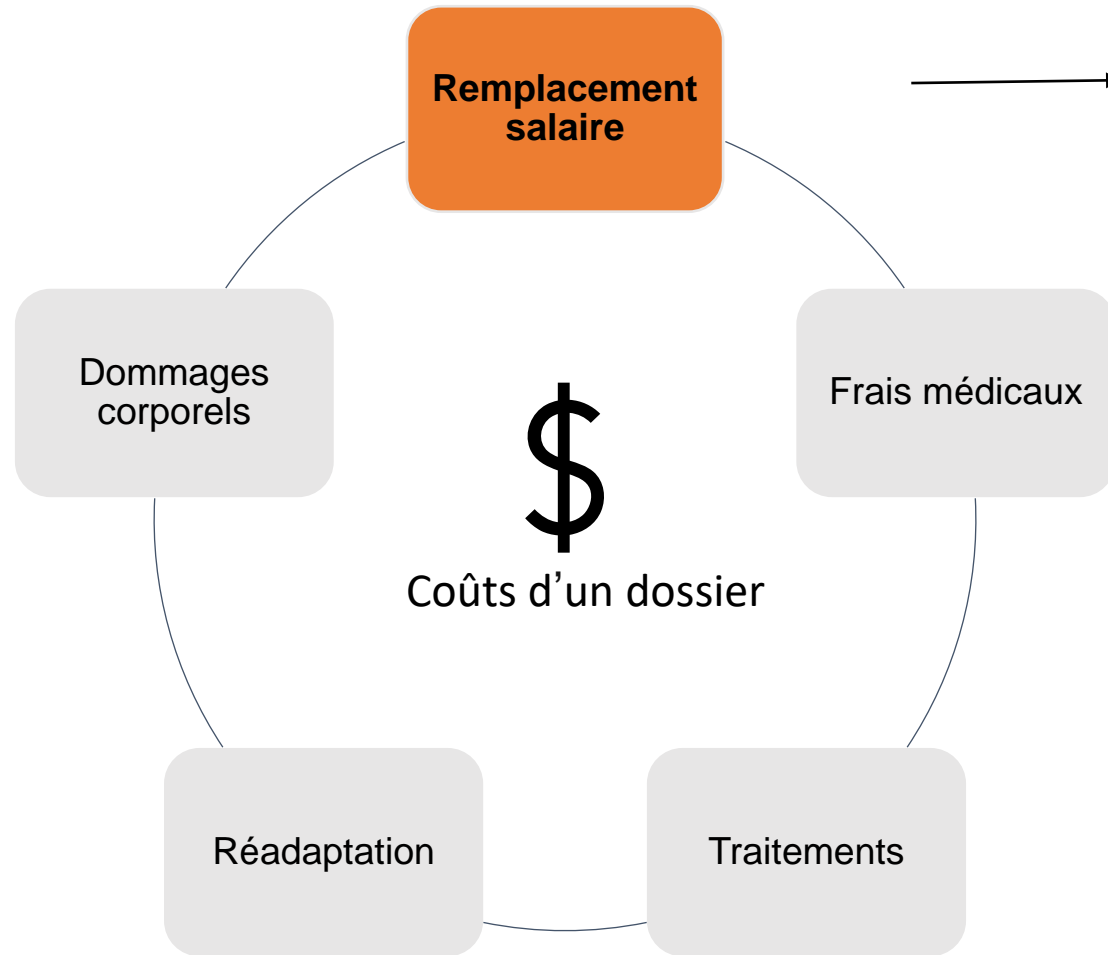 Remplacement
salaire
Dommages
corporels
Frais médicaux
$
Coûts d’un dossier
Réadaptation
Traitements